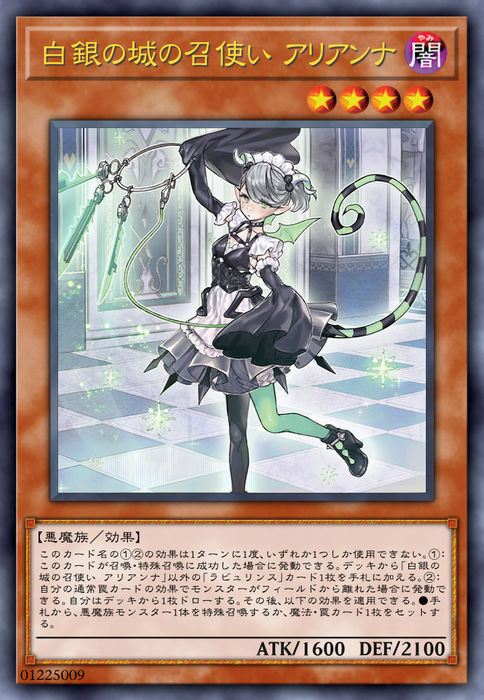 白銀の城の召使い アリアンナ
やみ
闇
【悪魔族／効果】
このカード名の①②の効果は1ターンに1度、いずれか1つしか使用できない。①：
このカードが召喚・特殊召喚に成功した場合に発動できる。デッキから「白銀
の城の召使い アリアンナ」以外の「ラビュリンス」カード1枚を手札に加える。②：
自分の通常罠カードの効果でモンスターがフィールドから離れた場合に発動で
きる。自分はデッキから1枚ドローする。その後、以下の効果を適用できる。●手
札から、悪魔族モンスター1体を特殊召喚するか、魔法・罠カード1枚をセットす
る。
ATK/1600 DEF/2100
01225009